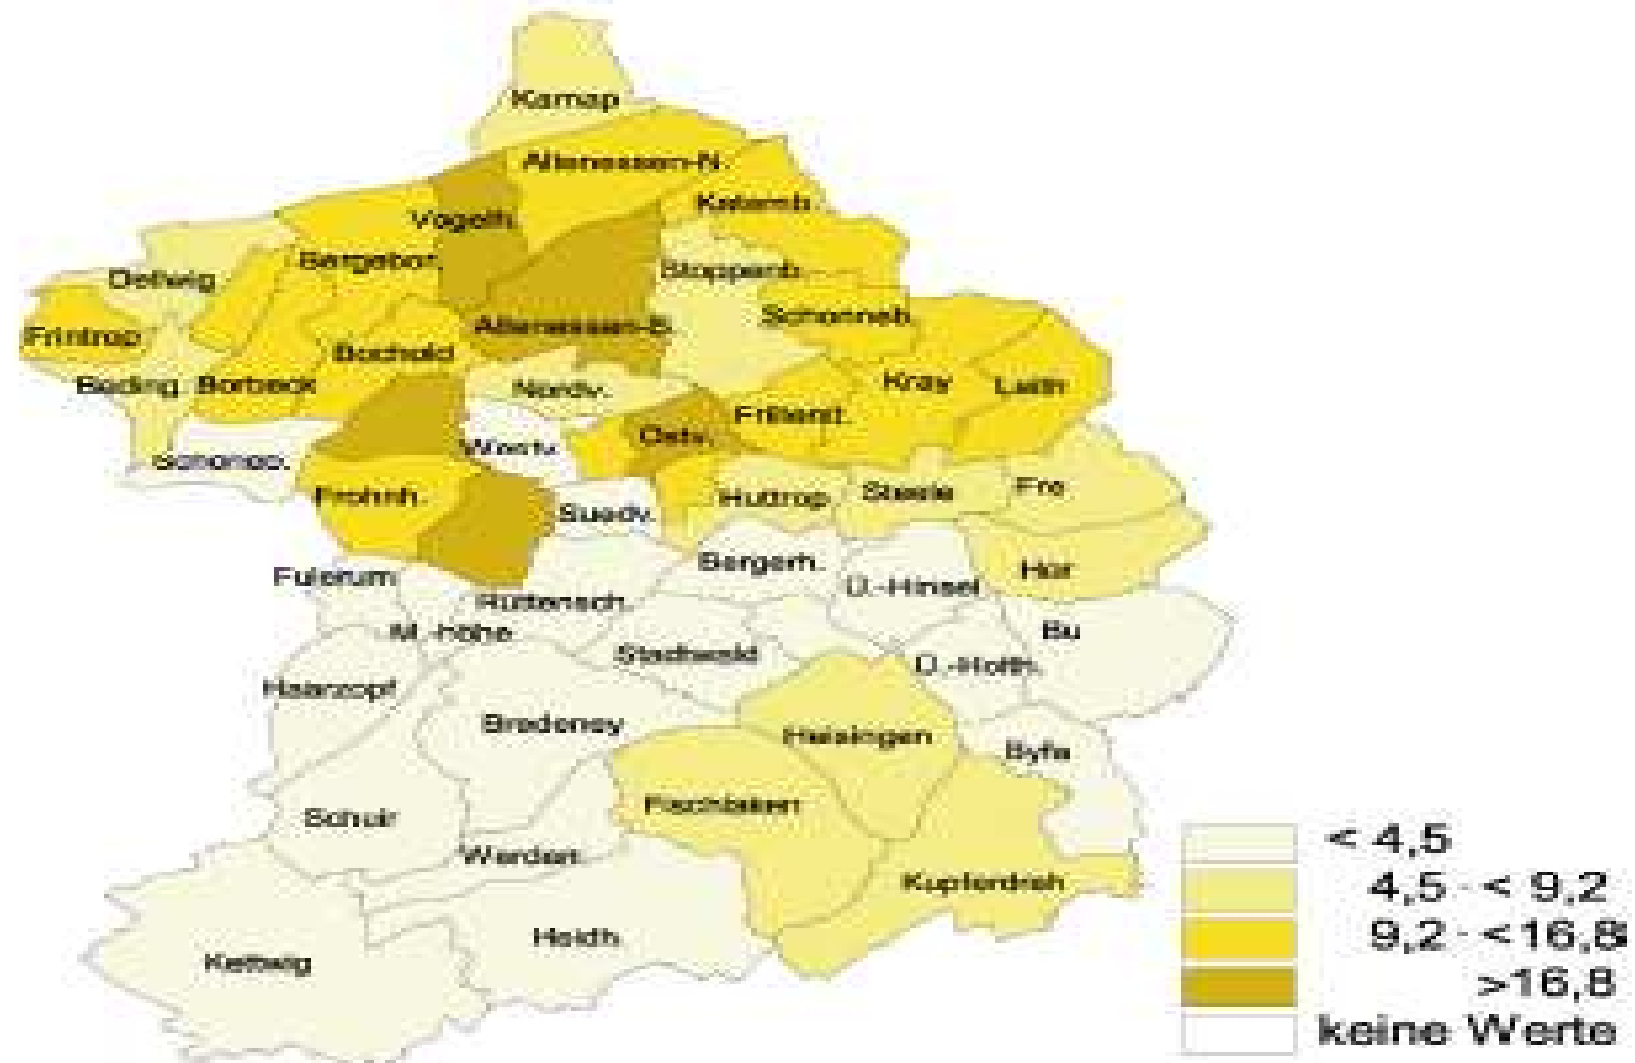 Karnap
Altenessen-N.
Katernb.
Vogelh.
Bergebor.
Stoppenb.
Dellwig
Schonneb.
Frintrop
Altenessen-S.
Bochold
Beding.
Borbeck
Nordv.
Kray
Leith
Frillend.
Ostv.
Westv.
Schoneb.
Frohnh.
Huttrop
Steele
Fre
Suedv.
Bergerh.
Hor
Fulerum
Ü.-Hinsel
Rüttensch.
M.-höhe
Bu
Stadtwald
Ü.-Holth.
Haarzopf
Bredeney
Heisingen
Byfa
Fischlaken
Schuir
Werden
Kupferdreh
Heidh.
Kettwig
< 4,5
4,5 - < 9,2
9,2 - <16,8
>16,8
keine Werte